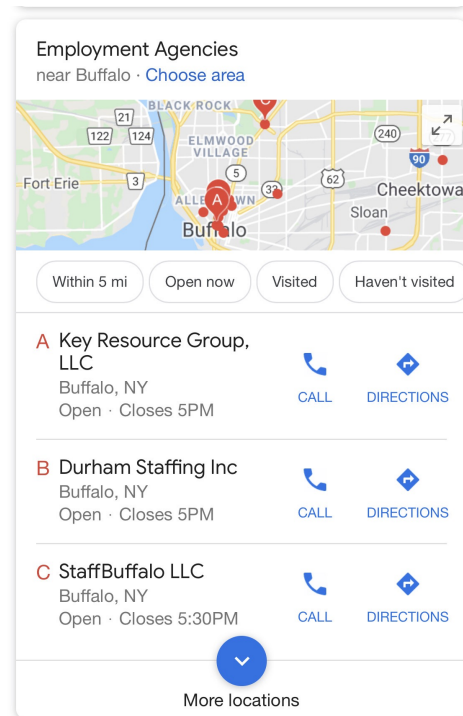 Employment Agencies
near Buffalo · Choose area
BLACK ROCK
21
122
124
ELMWOOD
VILLAGE
240
90
5
Fort Erie
3
33
62
Cheektowa
Sloan
A
Buffalo
Within 5 mi
Open now
Visited
Haven't visited
A Key Resource Group,
LLC
Buffalo, NY
Open · Closes 5PM
CALL
DIRECTIONS
B Durham Staffing Inc
Buffalo, NY
Open · Closes 5PM
CALL
DIRECTIONS
C StaffBuffalo LLC
Buffalo, NY
Open · Closes 5:30PM
CALL
DIRECTIONS
More locations